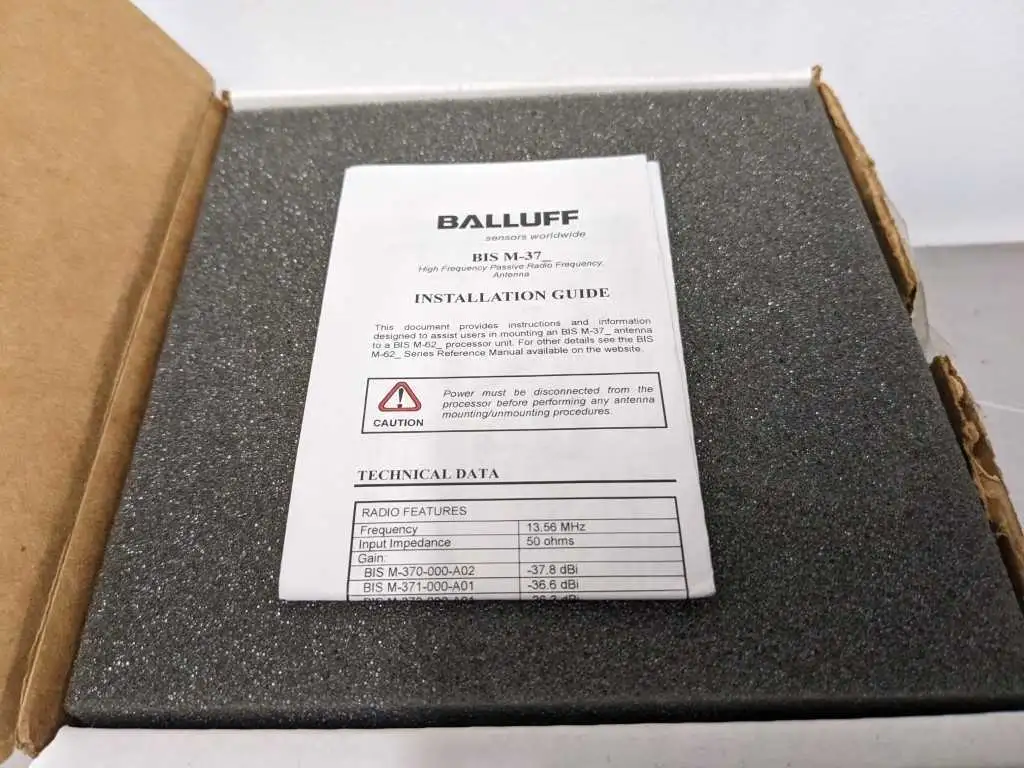 BALLUFF
sensors worldwide
BIS M-37_
High Frequency Passive Radio Frequency
Antenna
INSTALLATION GUIDE
This document provides instructions and information
designed to assist users in mounting an BIS M-37_ antenna
to a BIS M-62_ processor unit. For other details see the BIS
M-62_ Series Reference Manual available on the website.
Power must be disconnected from the
processor before performing any antenna
mounting/unmounting procedures.
CAUTION
TECHNICAL DATA
RADIO FEATURES
Frequency 13.56 MHz
Input Impedance 50 ohms
Gain:
BIS M-370-000-A02 -37.8 dBi
BIS M-371-000-A01 -36.6 dBi